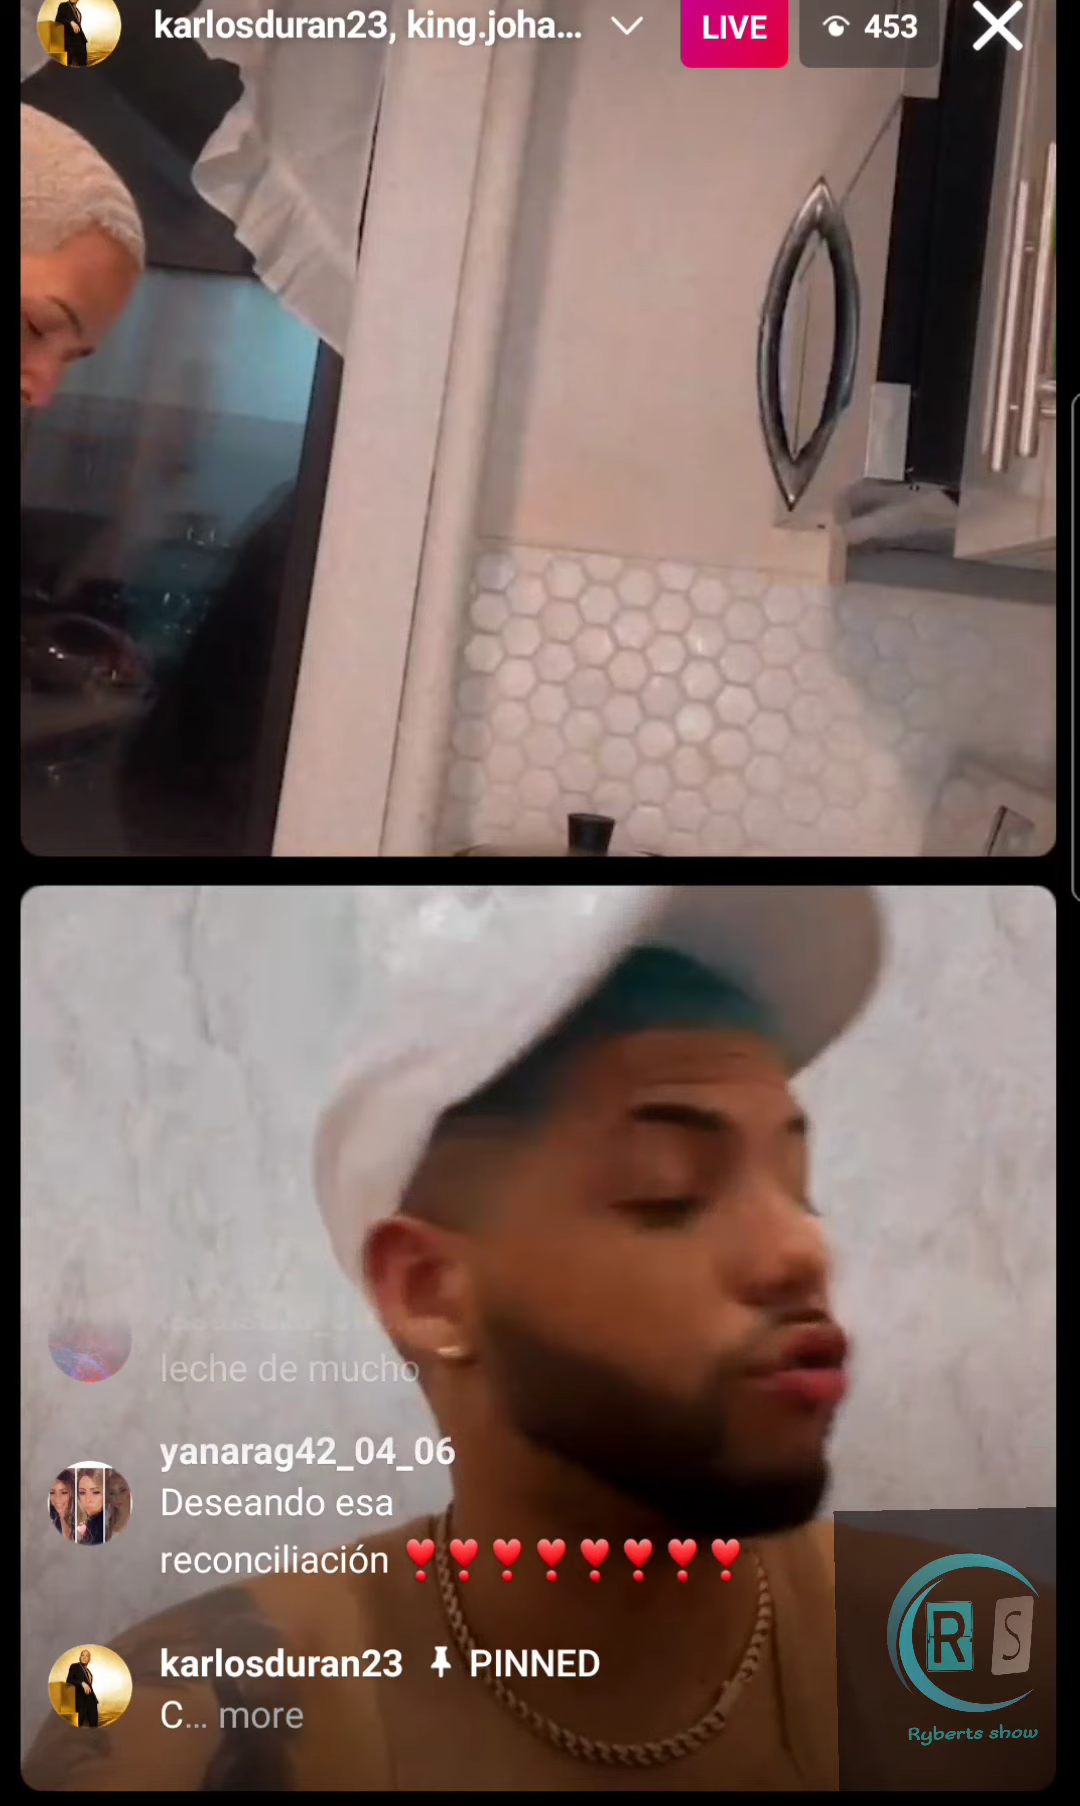 karlosduran23, king.joha...
LIVE
453
leche de mucho
yanarag42_04_06
Deseando esa
reconciliación ❣❣❣❣❣❣❣❣
karlosduran23 📌 PINNED
C... more
R S
Ryberts show